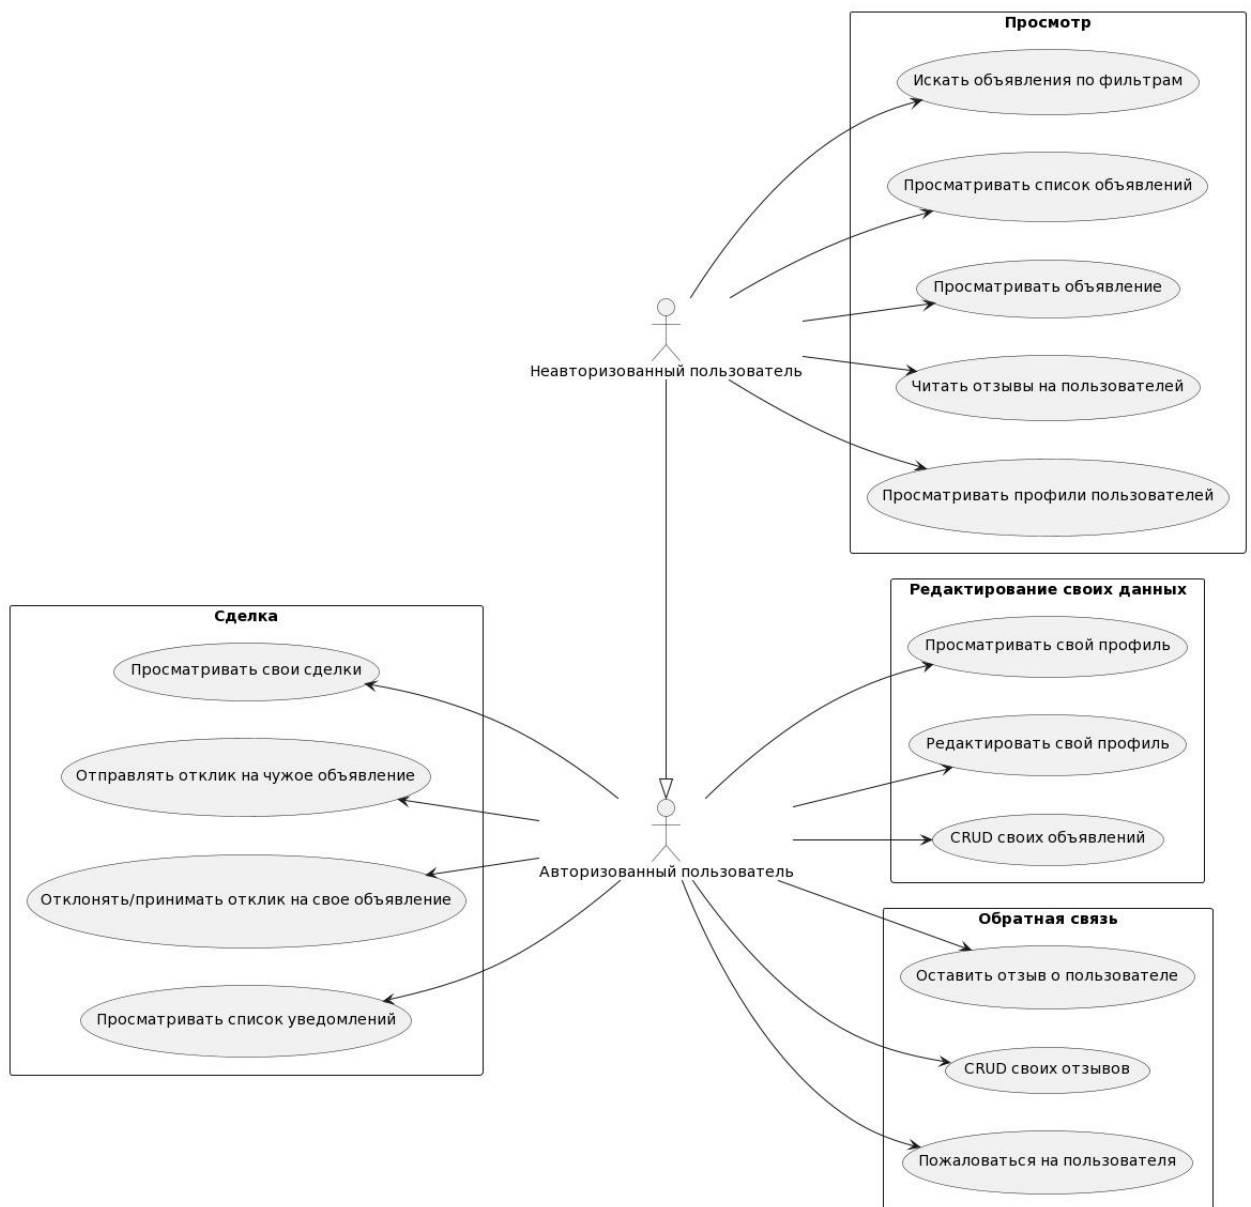 Просмотр
Искать объявления по фильтрам
Просматривать список объявлений
Просматривать объявление
Читать отзывы на пользователей
Просматривать профили пользователей
Неавторизованный пользователь
Редактирование своих данных
Просматривать свой профиль
Редактировать свой профиль
CRUD своих объявлений
Сделка
Просматривать свои сделки
Отправлять отклик на чужое объявление
Отклонять/принимать отклик на свое объявление
Просматривать список уведомлений
Авторизованный пользователь
Обратная связь
Оставить отзыв о пользователе
CRUD своих отзывов
Пожаловаться на пользователя